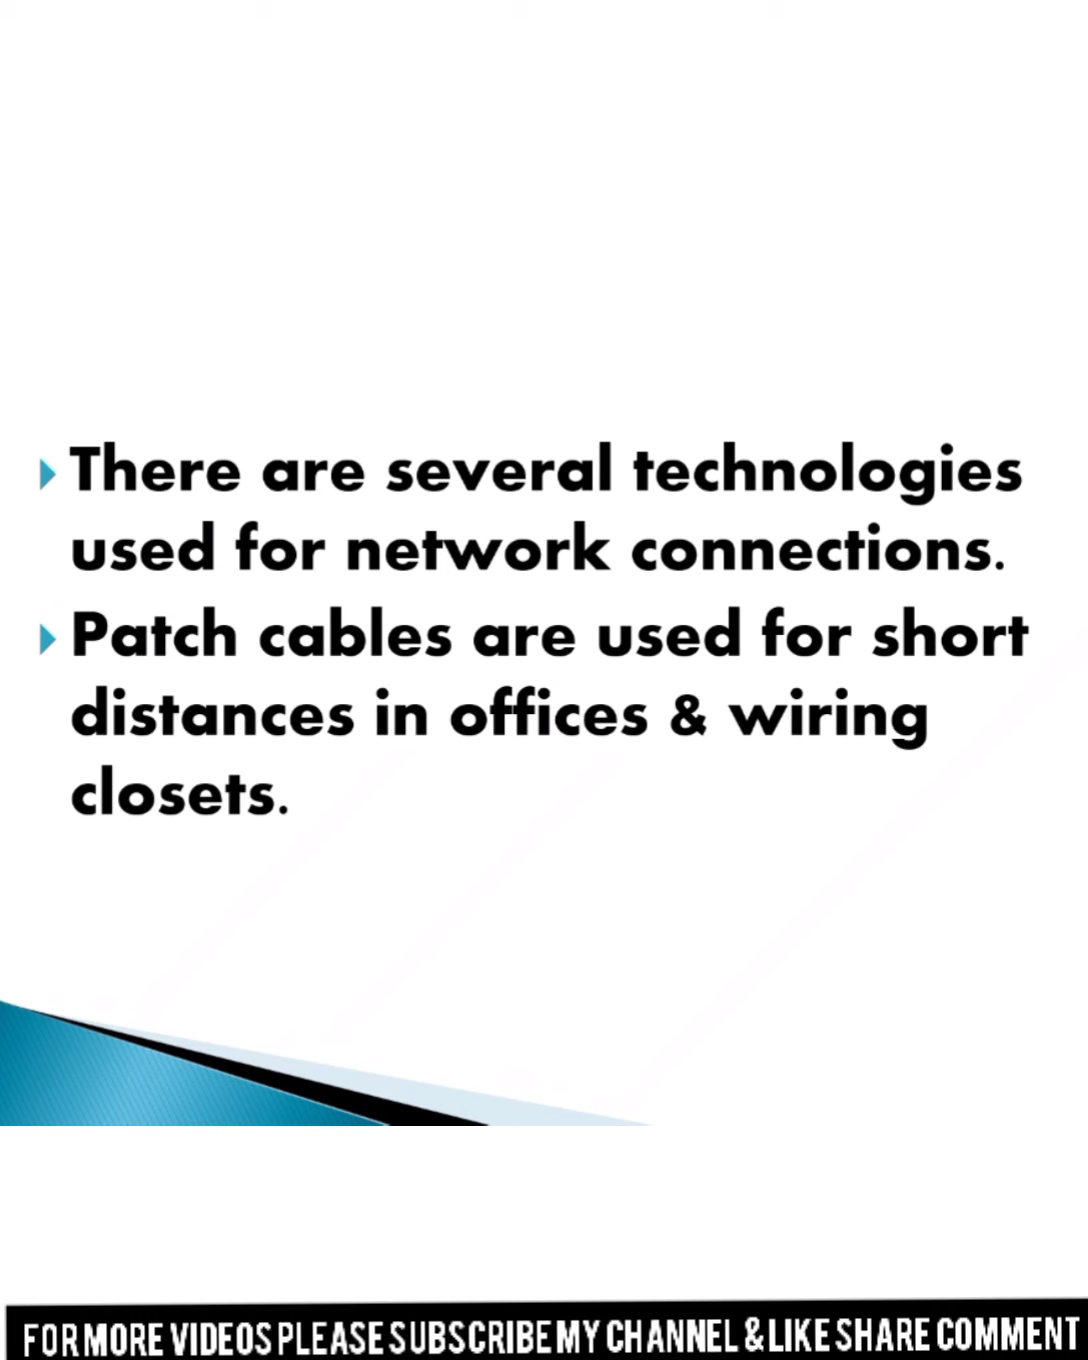 There are several technologies
used for network connections.
Patch cables are used for short
distances in offices & wiring
closets.
FOR MORE VIDEOS PLEASE SUBSCRIBE MY CHANNEL & LIKE SHARE COMMENT